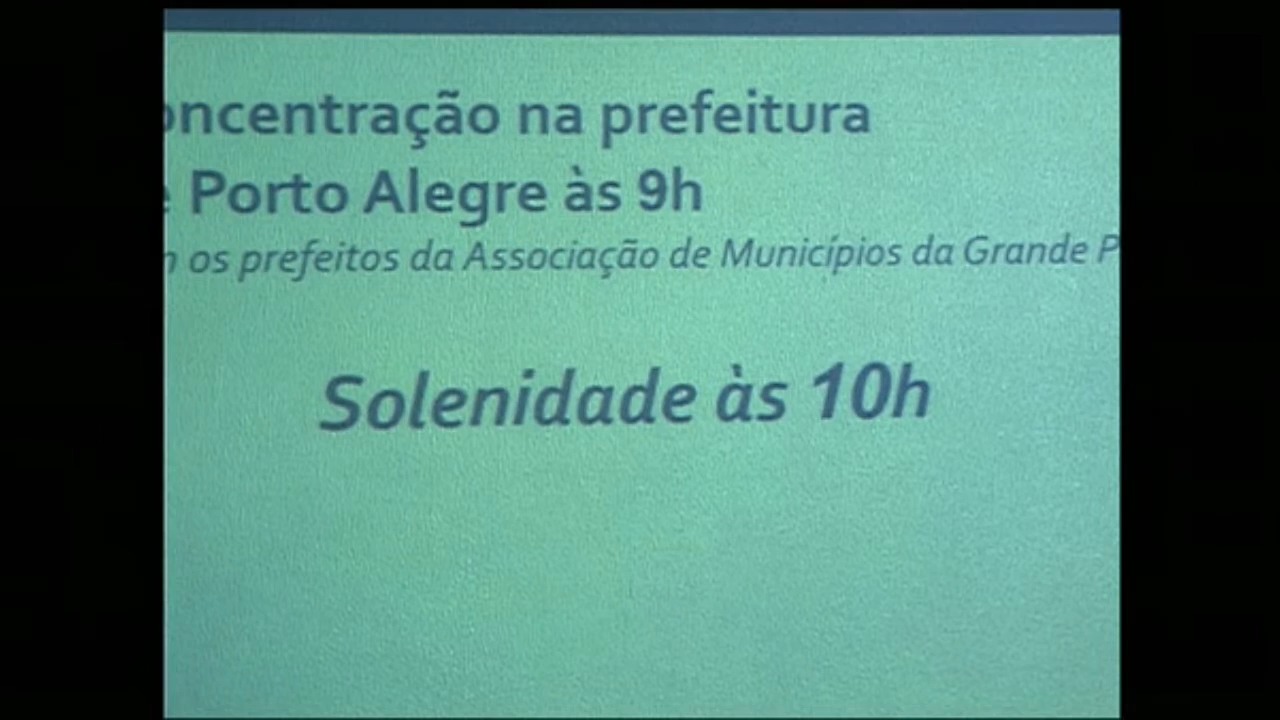 oncentração na prefeitura
Porto Alegre às 9h
os prefeitos da Associação de Municípios da Grande P
Solenidade às 10h